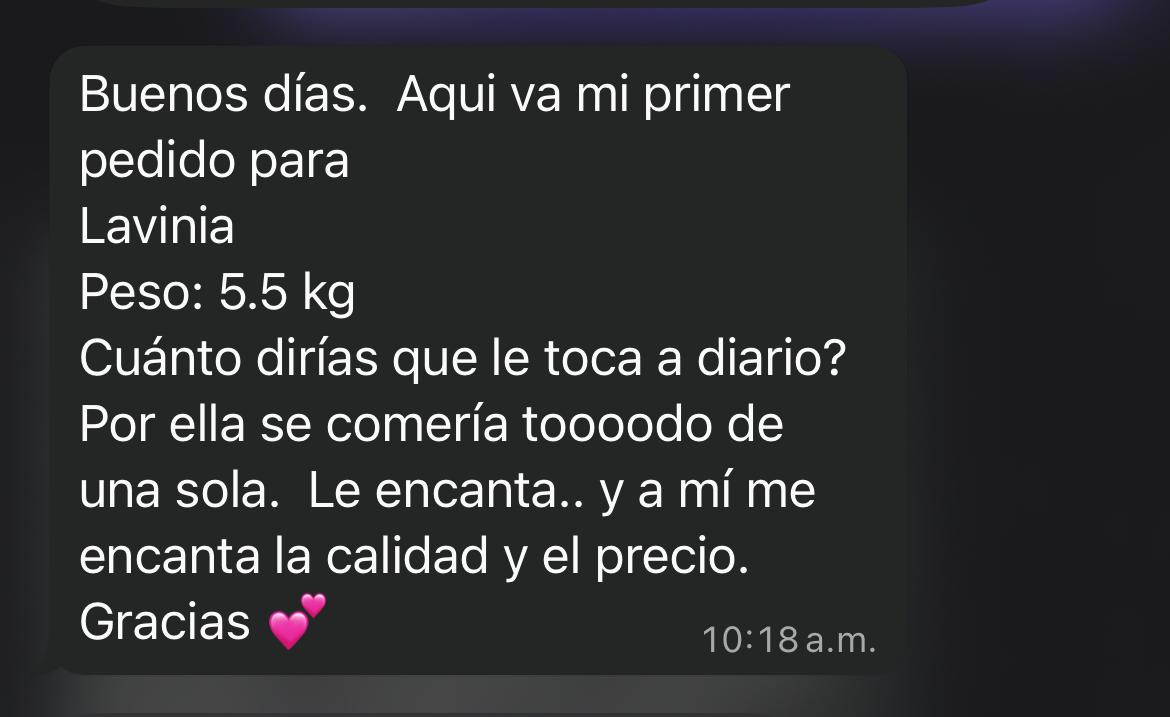 Buenos días.  Aqui va mi primer
pedido para
Lavinia
Peso: 5.5 kg
Cuánto dirías que le toca a diario?
Por ella se comería toooodo de
una sola.  Le encanta.. y a mí me
encanta la calidad y el precio.
Gracias 💕
10:18 a.m.